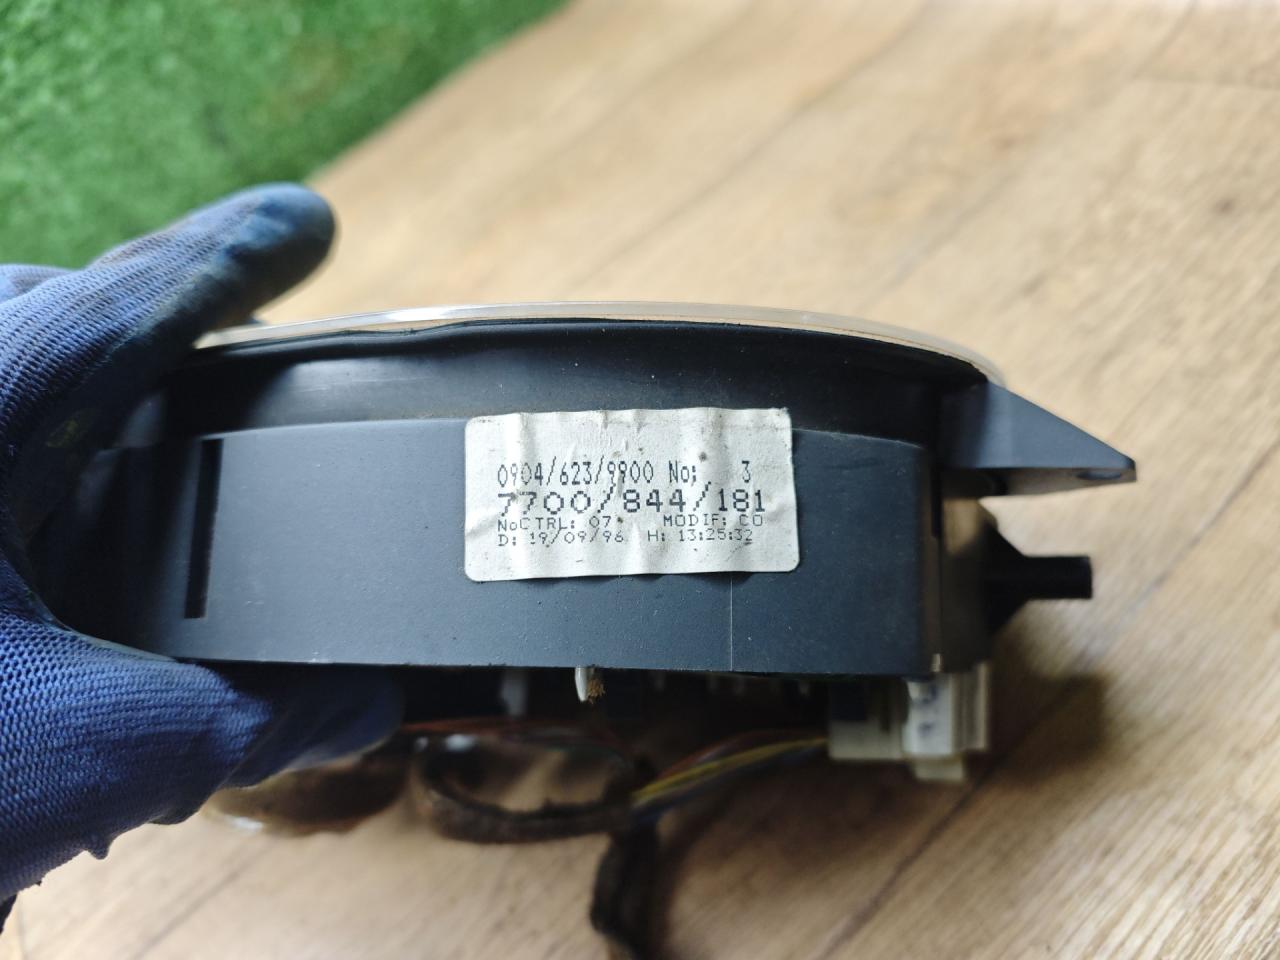 0904/623/9900 No: 3
7700/844/181
NoCTRL: 07 MODIF: CO
D: 19/09/96 H: 13:25:32